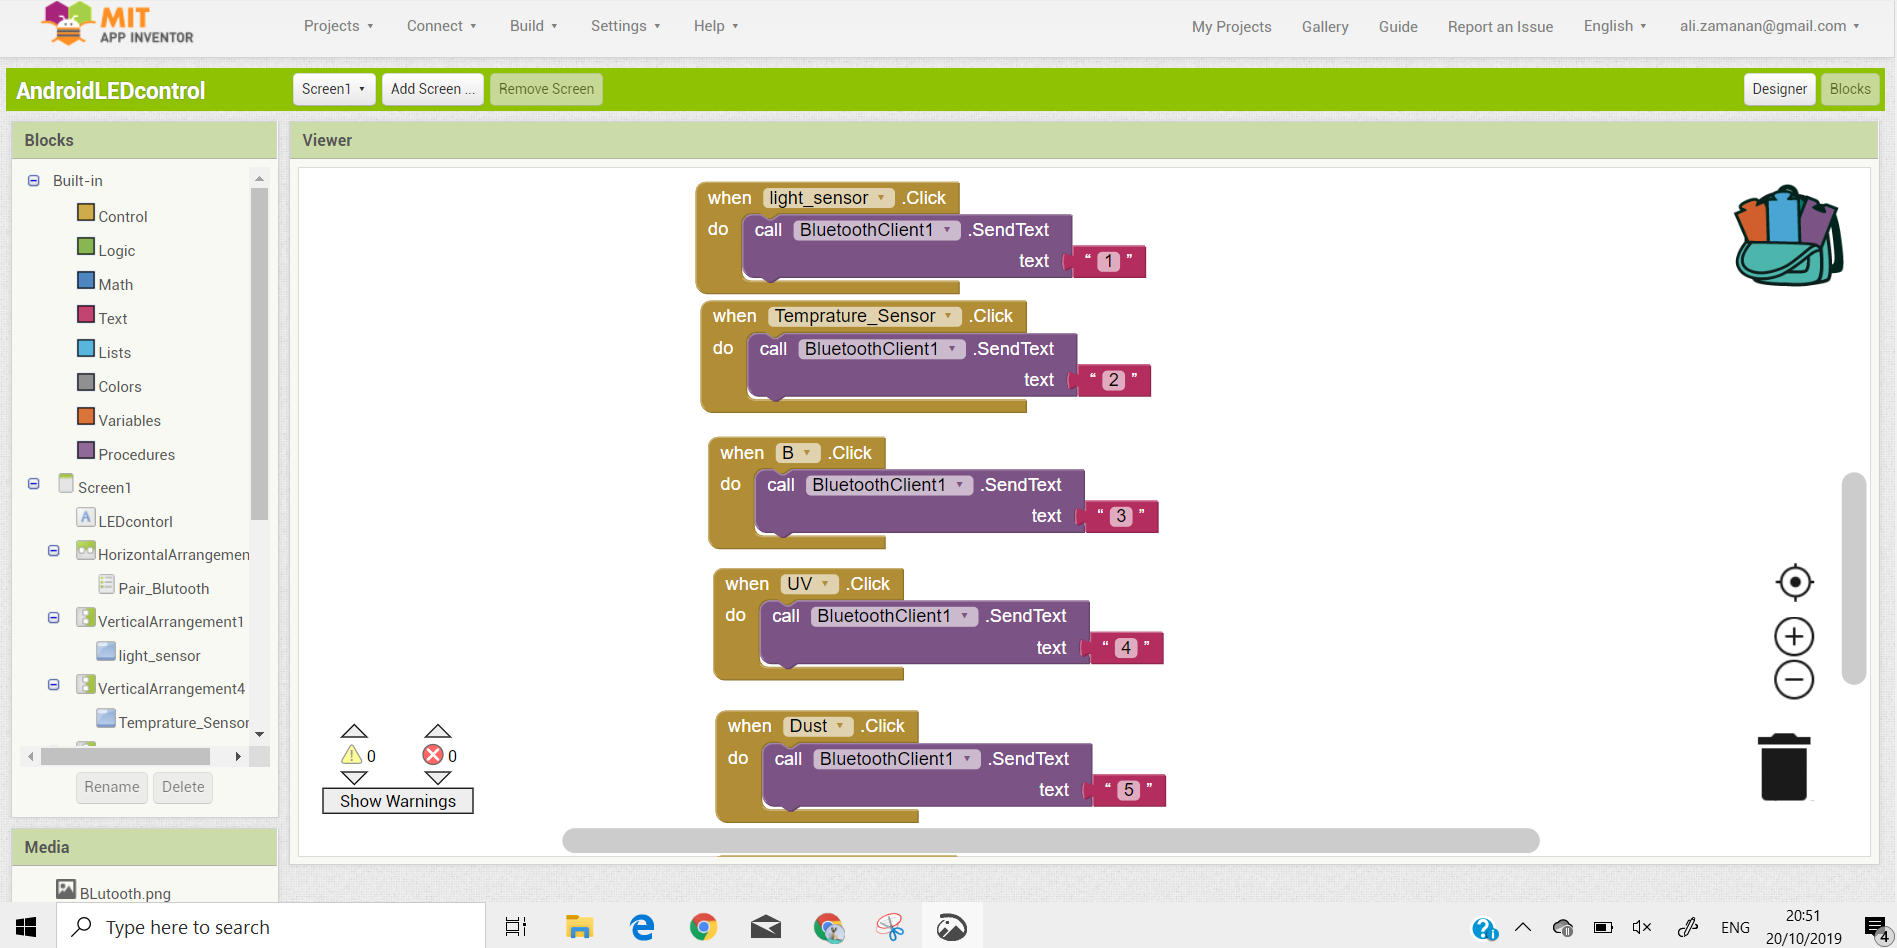 MIT
APP INVENTOR
Projects Connect Build Settings Help My Projects Gallery Guide Report an Issue English ali.zamanan@gmail.com
AndroidLEDcontrol Screen1 Add Screen ... Remove Screen Designer Blocks
Blocks
Built-in
Control
Logic
Math
Text
Lists
Colors
Variables
Procedures
Screen1
LEDcontorl
HorizontalArrangemen
Pair_Blutooth
VerticalArrangement1
light_sensor
VerticalArrangement4
Temprature_Sensor
Rename Delete
Media
BLutooth.png
Viewer
when light_sensor .Click
do call BluetoothClient1 .SendText
text “ 1 ”
when Temprature_Sensor .Click
do call BluetoothClient1 .SendText
text “ 2 ”
when B .Click
do call BluetoothClient1 .SendText
text “ 3 ”
when UV .Click
do call BluetoothClient1 .SendText
text “ 4 ”
when Dust .Click
do call BluetoothClient1 .SendText
text “ 5 ”
0 0
Show Warnings
Type here to search
ENG
20:51
20/10/2019
4